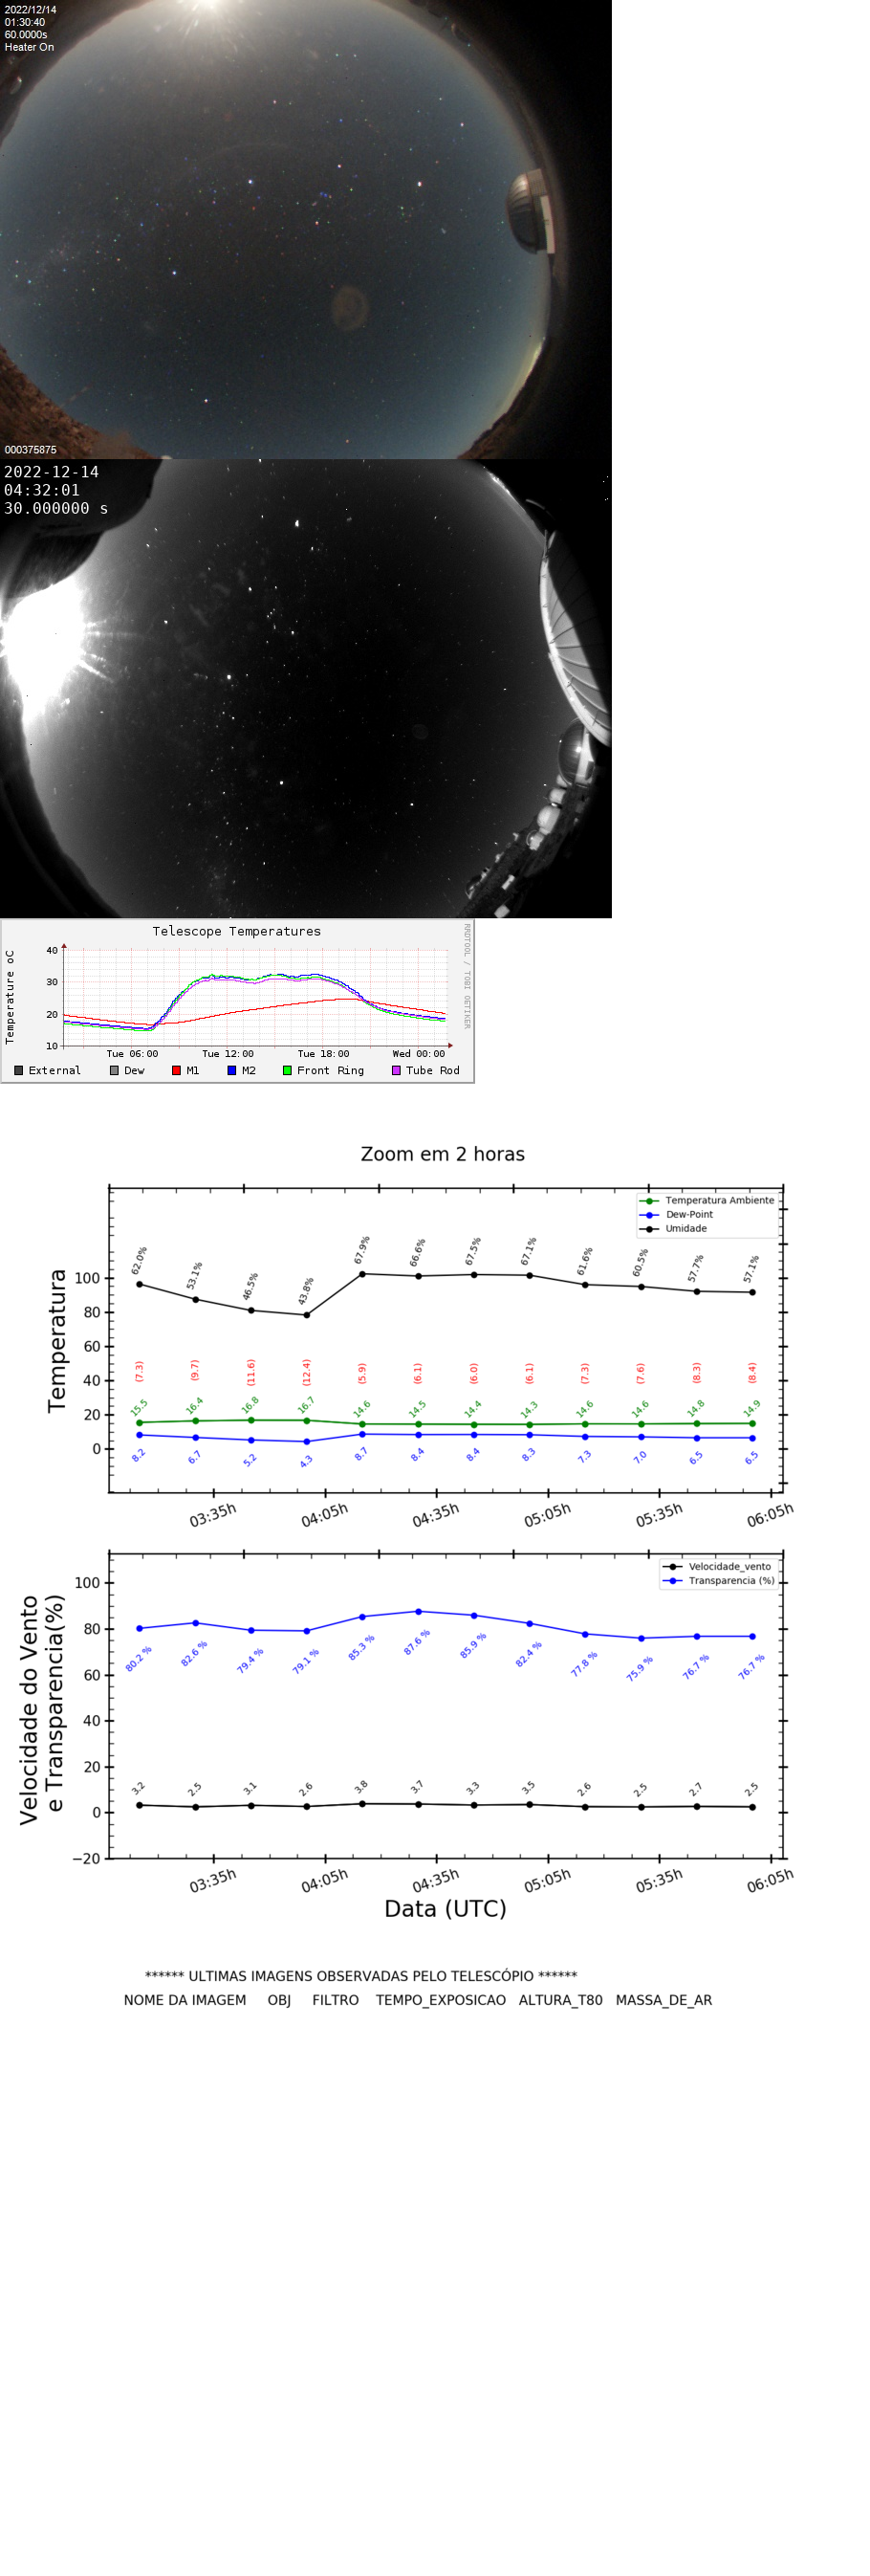 2022/12/14
01:30:40
60.0000s
Heater On
000375875
2022-12-14
04:32:01
30.000000 s
Telescope Temperatures
RRDTOOL / TOBI OETIKER
Temperature oC
40
30
20
10
Tue 06:00 Tue 12:00 Tue 18:00 Wed 00:00
External Dew M1 M2 Front Ring Tube Rod
Zoom em 2 horas
Temperatura Ambiente
Dew-Point
Umidade
Temperatura
100
80
60
40
20
0
62.0% 53.1% 46.5% 43.8% 67.9% 66.6% 67.5% 67.1% 61.6% 60.5% 57.7% 57.1%
(7.3) (9.7) (11.6) (12.4) (5.9) (6.1) (6.0) (6.1) (7.3) (7.6) (8.3) (8.4)
15.5 16.4 16.8 16.7 14.6 14.5 14.4 14.3 14.6 14.6 14.8 14.9
8.2 6.7 5.2 4.3 8.7 8.4 8.4 8.3 7.3 7.0 6.5 6.5
03:35h 04:05h 04:35h 05:05h 05:35h 06:05h
Velocidade_vento
Transparencia (%)
Velocidade do Vento
e Transparencia(%)
100
80
60
40
20
0
−20
80.2 % 82.6 % 79.4 % 79.1 % 85.3 % 87.6 % 85.9 % 82.4 % 77.8 % 75.9 % 76.7 % 76.7 %
3.2 2.5 3.1 2.6 3.8 3.7 3.3 3.5 2.6 2.5 2.7 2.5
03:35h 04:05h 04:35h 05:05h 05:35h 06:05h
Data (UTC)
****** ULTIMAS IMAGENS OBSERVADAS PELO TELESCÓPIO ******
NOME DA IMAGEM OBJ FILTRO TEMPO_EXPOSICAO ALTURA_T80 MASSA_DE_AR